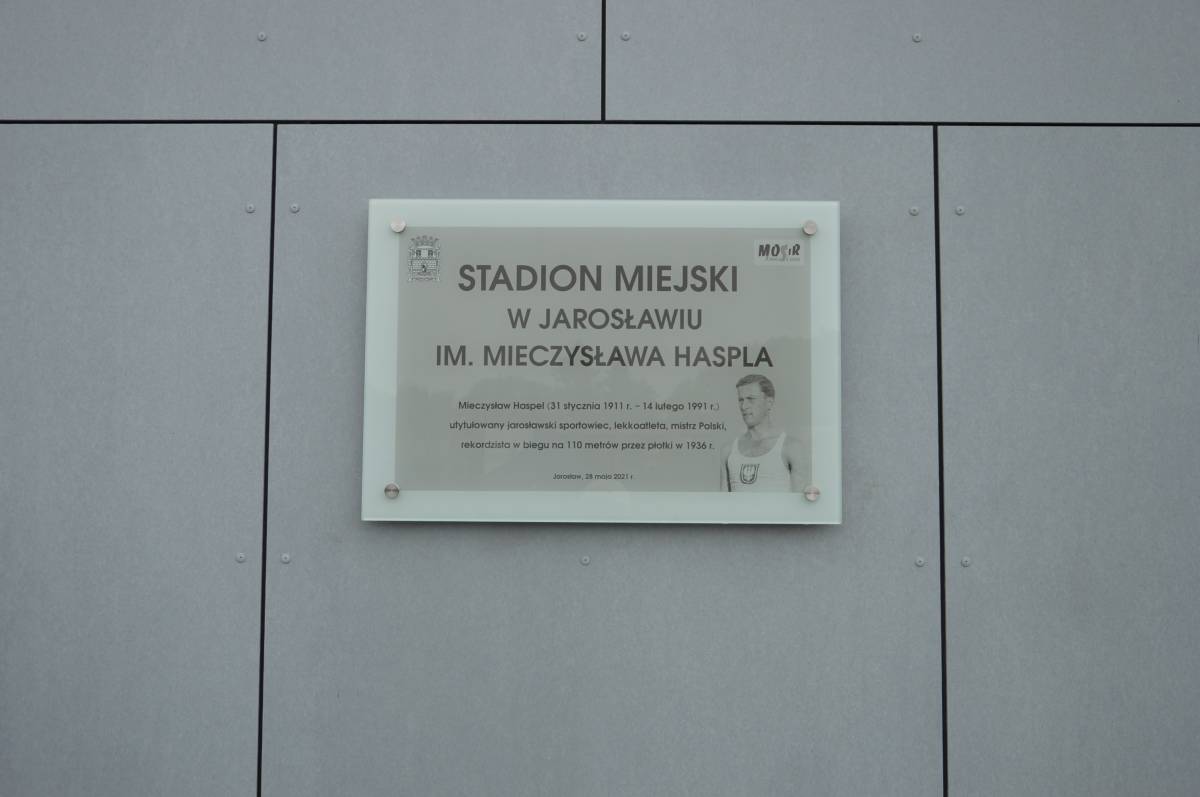 MOSiR
STADION MIEJSKI
W JAROSŁAWIU
IM. MIECZYSŁAWA HASPLA
Mieczysław Haspel (31 stycznia 1911 r. – 14 lutego 1991 r.)
utytułowany jarosławski sportowiec, lekkoatleta, mistrz Polski,
rekordzista w biegu na 110 metrów przez płotki w 1936 r.
Jarosław, 28 maja 2021 r.